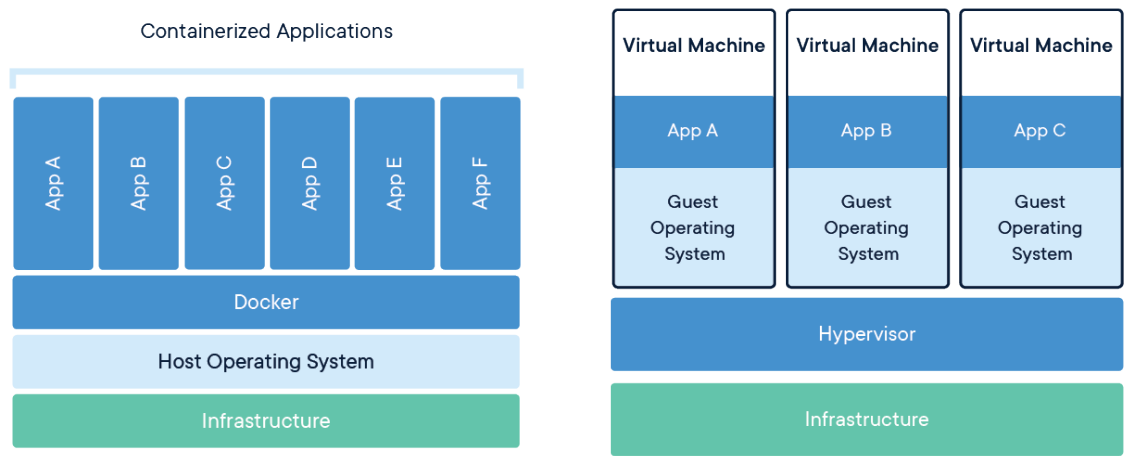 Containerized Applications
App A
App B
App C
App D
App E
App F
Docker
Host Operating System
Infrastructure
Virtual Machine
App A
Guest
Operating
System
Virtual Machine
App B
Guest
Operating
System
Virtual Machine
App C
Guest
Operating
System
Hypervisor
Infrastructure